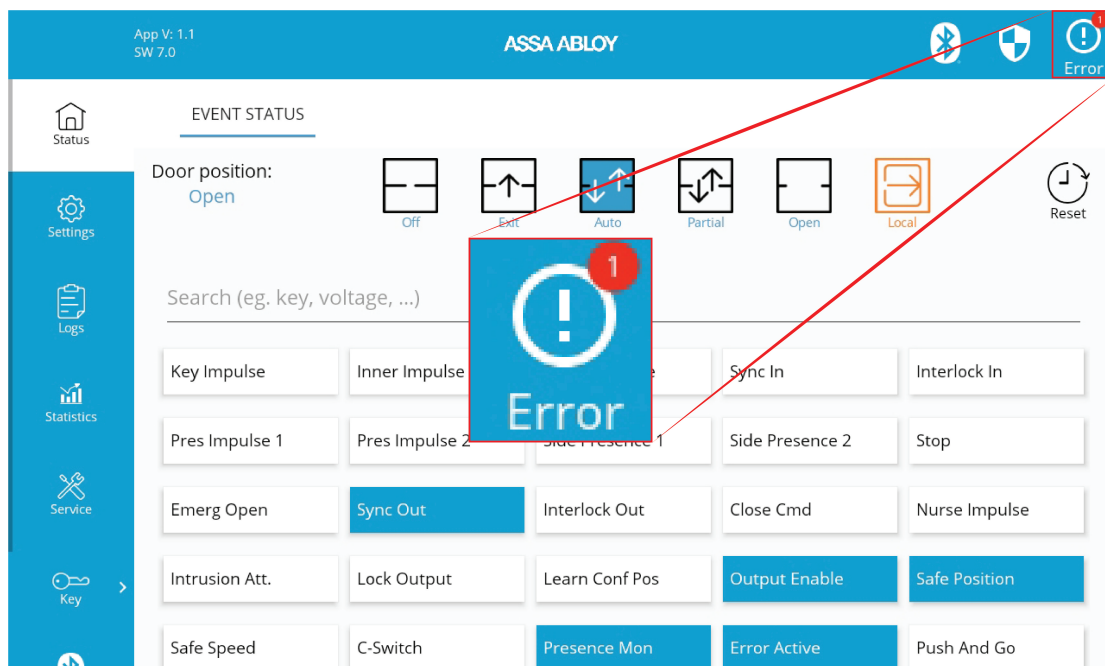 App V: 1.1
SW 7.0
ASSA ABLOY
1
Error
Status
EVENT STATUS
Door position:
Open
Off
Exit
Auto
Partial
Open
Local
Reset
Settings
1
Error
Search (eg. key, voltage, ...)
Logs
Key Impulse
Inner Impulse
Sync In
Interlock In
Statistics
Pres Impulse 1
Pres Impulse 2
Side Presence 1
Side Presence 2
Stop
Service
Emerg Open
Sync Out
Interlock Out
Close Cmd
Nurse Impulse
Intrusion Att.
Lock Output
Learn Conf Pos
Output Enable
Safe Position
Key
Safe Speed
C-Switch
Presence Mon
Error Active
Push And Go